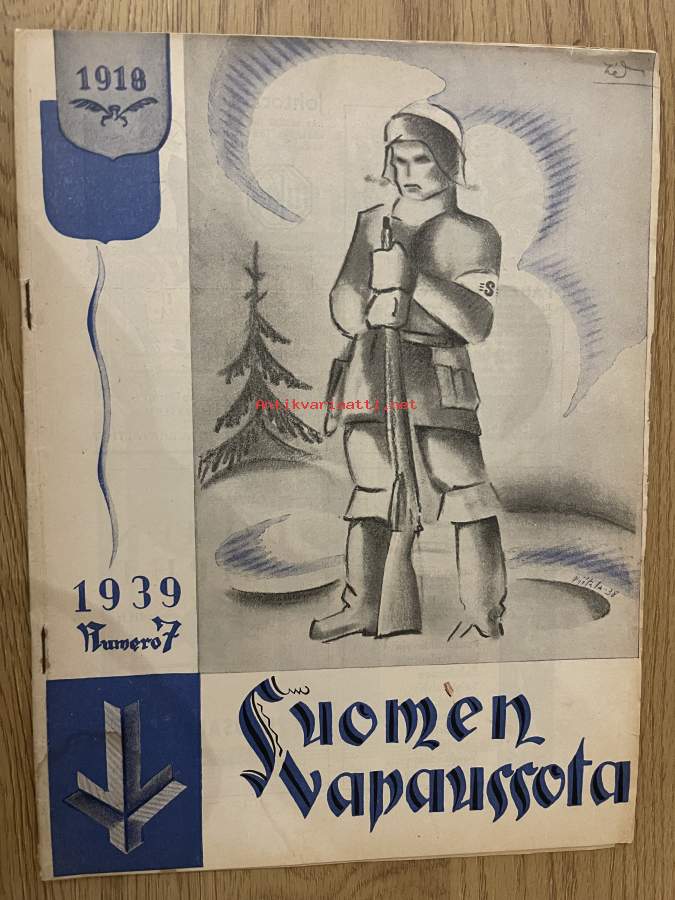 1918
S
Antikvariaatti.net
1939
Numero 7
Suomen
vapaussota